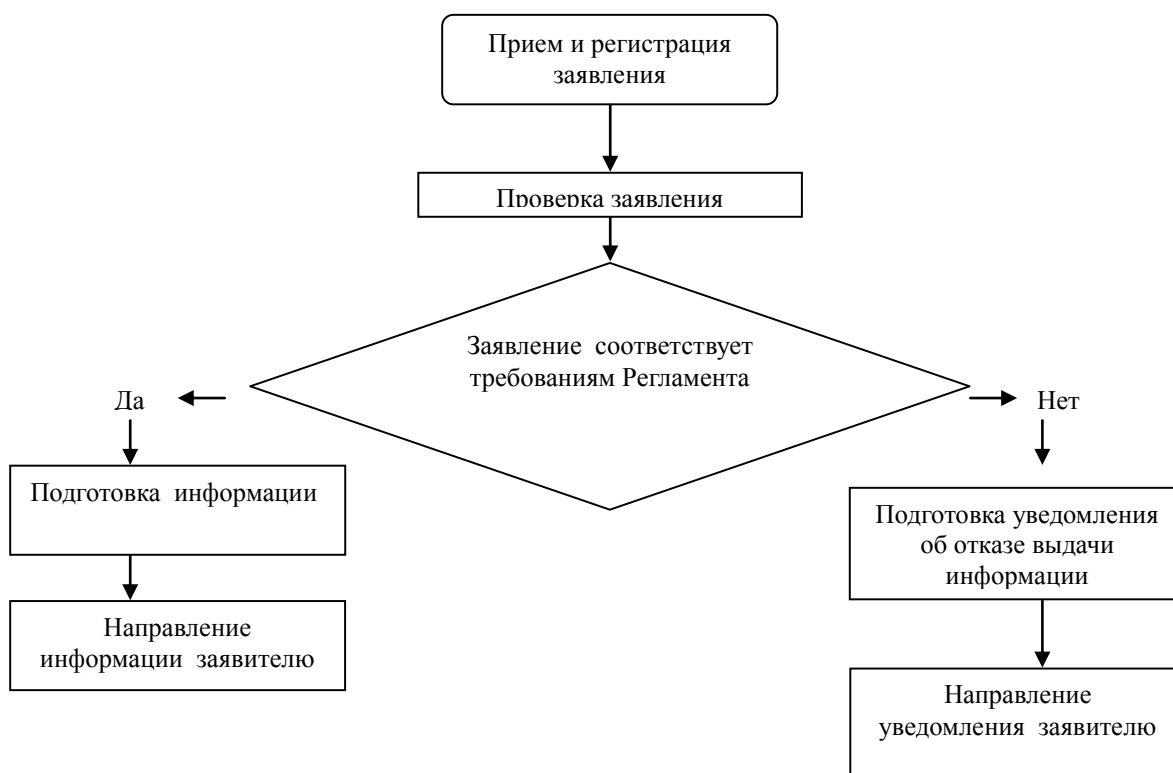 Прием и регистрация
заявления
Проверка заявления
Заявление соответствует
требованиям Регламента
Да
Нет
Подготовка информации
Подготовка уведомления
об отказе выдачи
информации
Направление
информации заявителю
Направление
уведомления заявителю